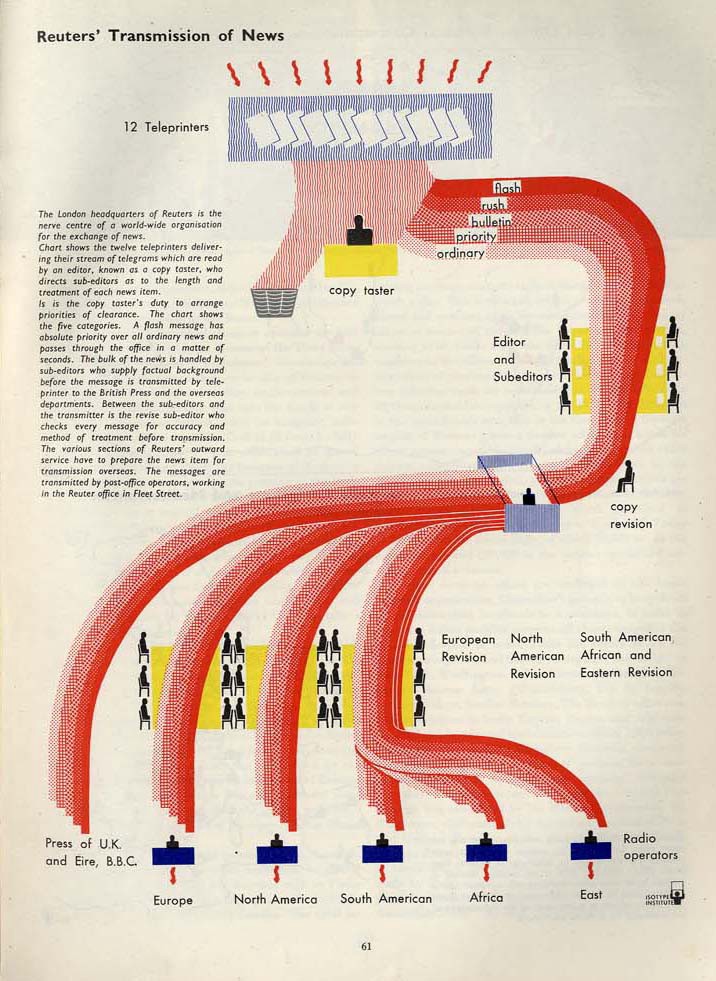 Reuters' Transmission of News
12 Teleprinters
flash
rush
bulletin
priority
ordinary
copy taster
The London headquarters of Reuters is the
nerve centre of a world-wide organisation
for the exchange of news.
Chart shows the twelve teleprinters deliver-
ing their stream of telegrams which are read
by an editor, known as a copy taster, who
directs sub-editors as to the length and
treatment of each news item.
Is is the copy taster's duty to arrange
priorities of clearance. The chart shows
the five categories. A flash message has
absolute priority over all ordinary news and
passes through the office in a matter of
seconds. The bulk of the news is handled by
sub-editors who supply factual background
before the message is transmitted by tele-
printer to the British Press and the overseas
departments. Between the sub-editors and
the transmitter is the revise sub-editor who
checks every message for accuracy and
method of treatment before transmission.
The various sections of Reuters' outward
service have to prepare the news item for
transmission overseas. The messages are
transmitted by post-office operators, working
in the Reuter office in Fleet Street.
Editor
and
Subeditors
copy
revision
European
Revision
North
American
Revision
South American,
African and
Eastern Revision
Press of U.K.
and Eire, B.B.C.
Radio
operators
Europe
North America
South American
Africa
East
ISOTYPE
INSTITUTE
61